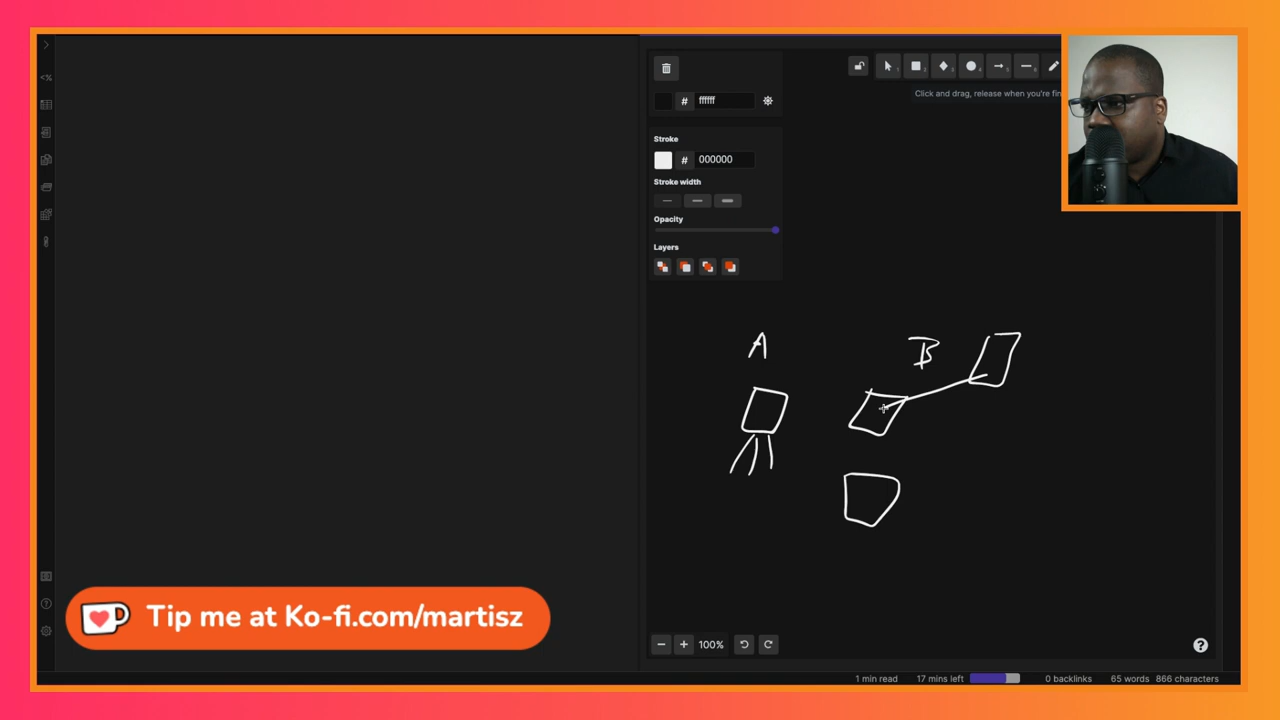 # ffffff
Click and drag, release when you're fin
Stroke
# 000000
Stroke width
Opacity
Layers
A
B
Tip me at Ko-fi.com/martisz
100%
?
1 min read 17 mins left 0 backlinks 65 words 866 characters